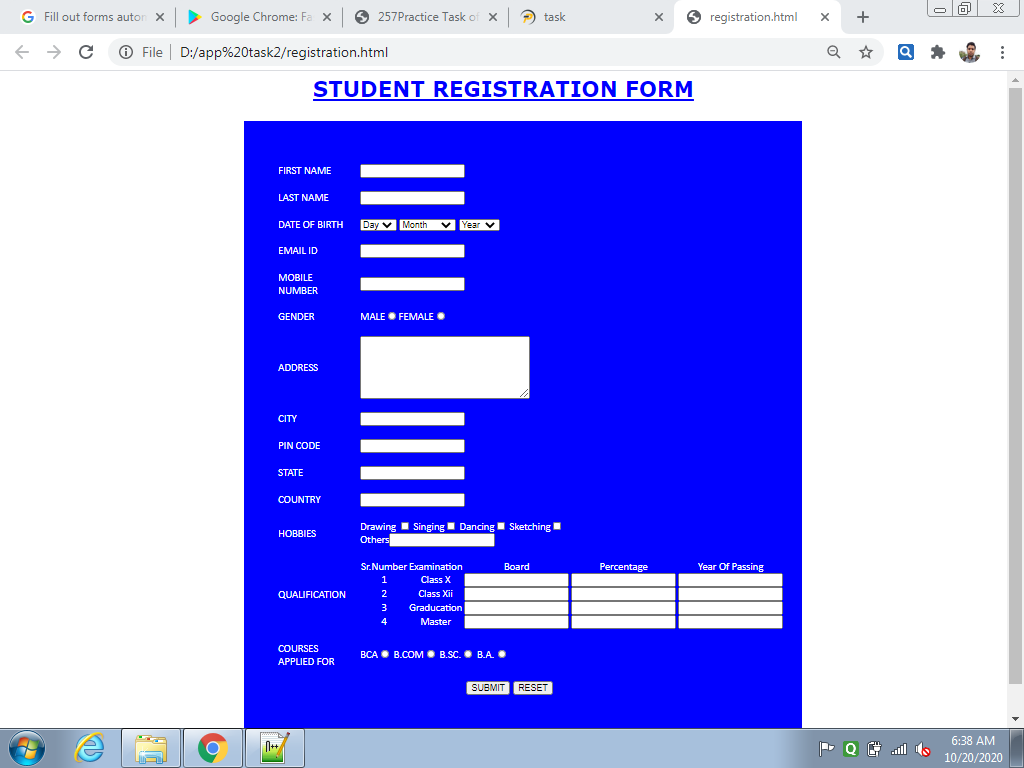 Fill out forms autom
Google Chrome: Fa
257Practice Task of
task
registration.html
File D:/app%20task2/registration.html
STUDENT REGISTRATION FORM
FIRST NAME
LAST NAME
DATE OF BIRTH Day Month Year
EMAIL ID
MOBILE
NUMBER
GENDER MALE FEMALE
ADDRESS
CITY
PIN CODE
STATE
COUNTRY
HOBBIES Drawing Singing Dancing Sketching
Others
Sr.Number Examination Board Percentage Year Of Passing
1 Class X
2 Class Xii
QUALIFICATION
3 Graducation
4 Master
COURSES
APPLIED FOR
BCA B.COM B.SC. B.A.
SUBMIT RESET
6:38 AM
10/20/2020